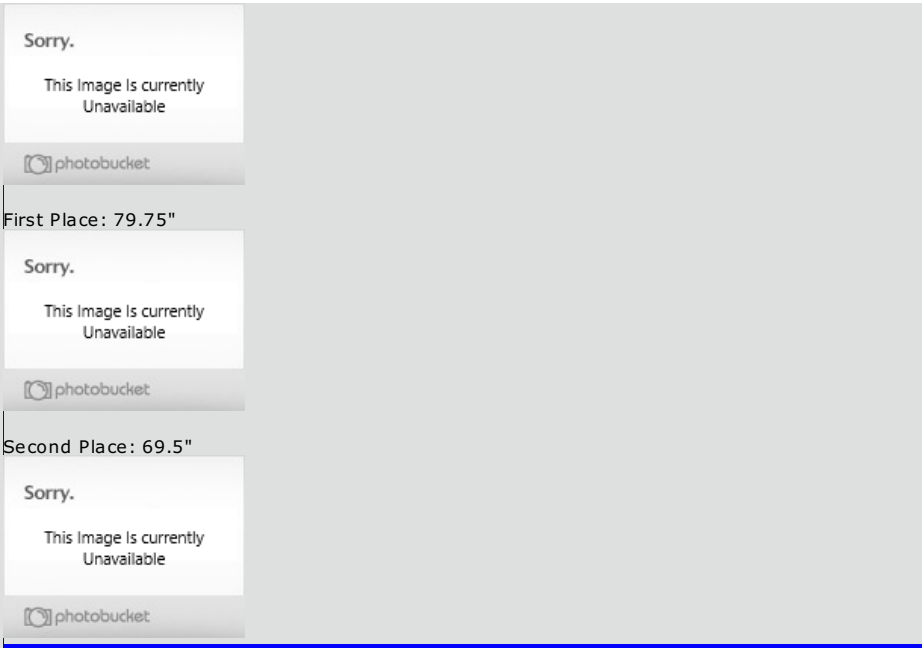 Sorry.
This Image Is currently
Unavailable
photobucket
First Place: 79.75"
Sorry.
This Image Is currently
Unavailable
photobucket
Second Place: 69.5"
Sorry.
This Image Is currently
Unavailable
photobucket